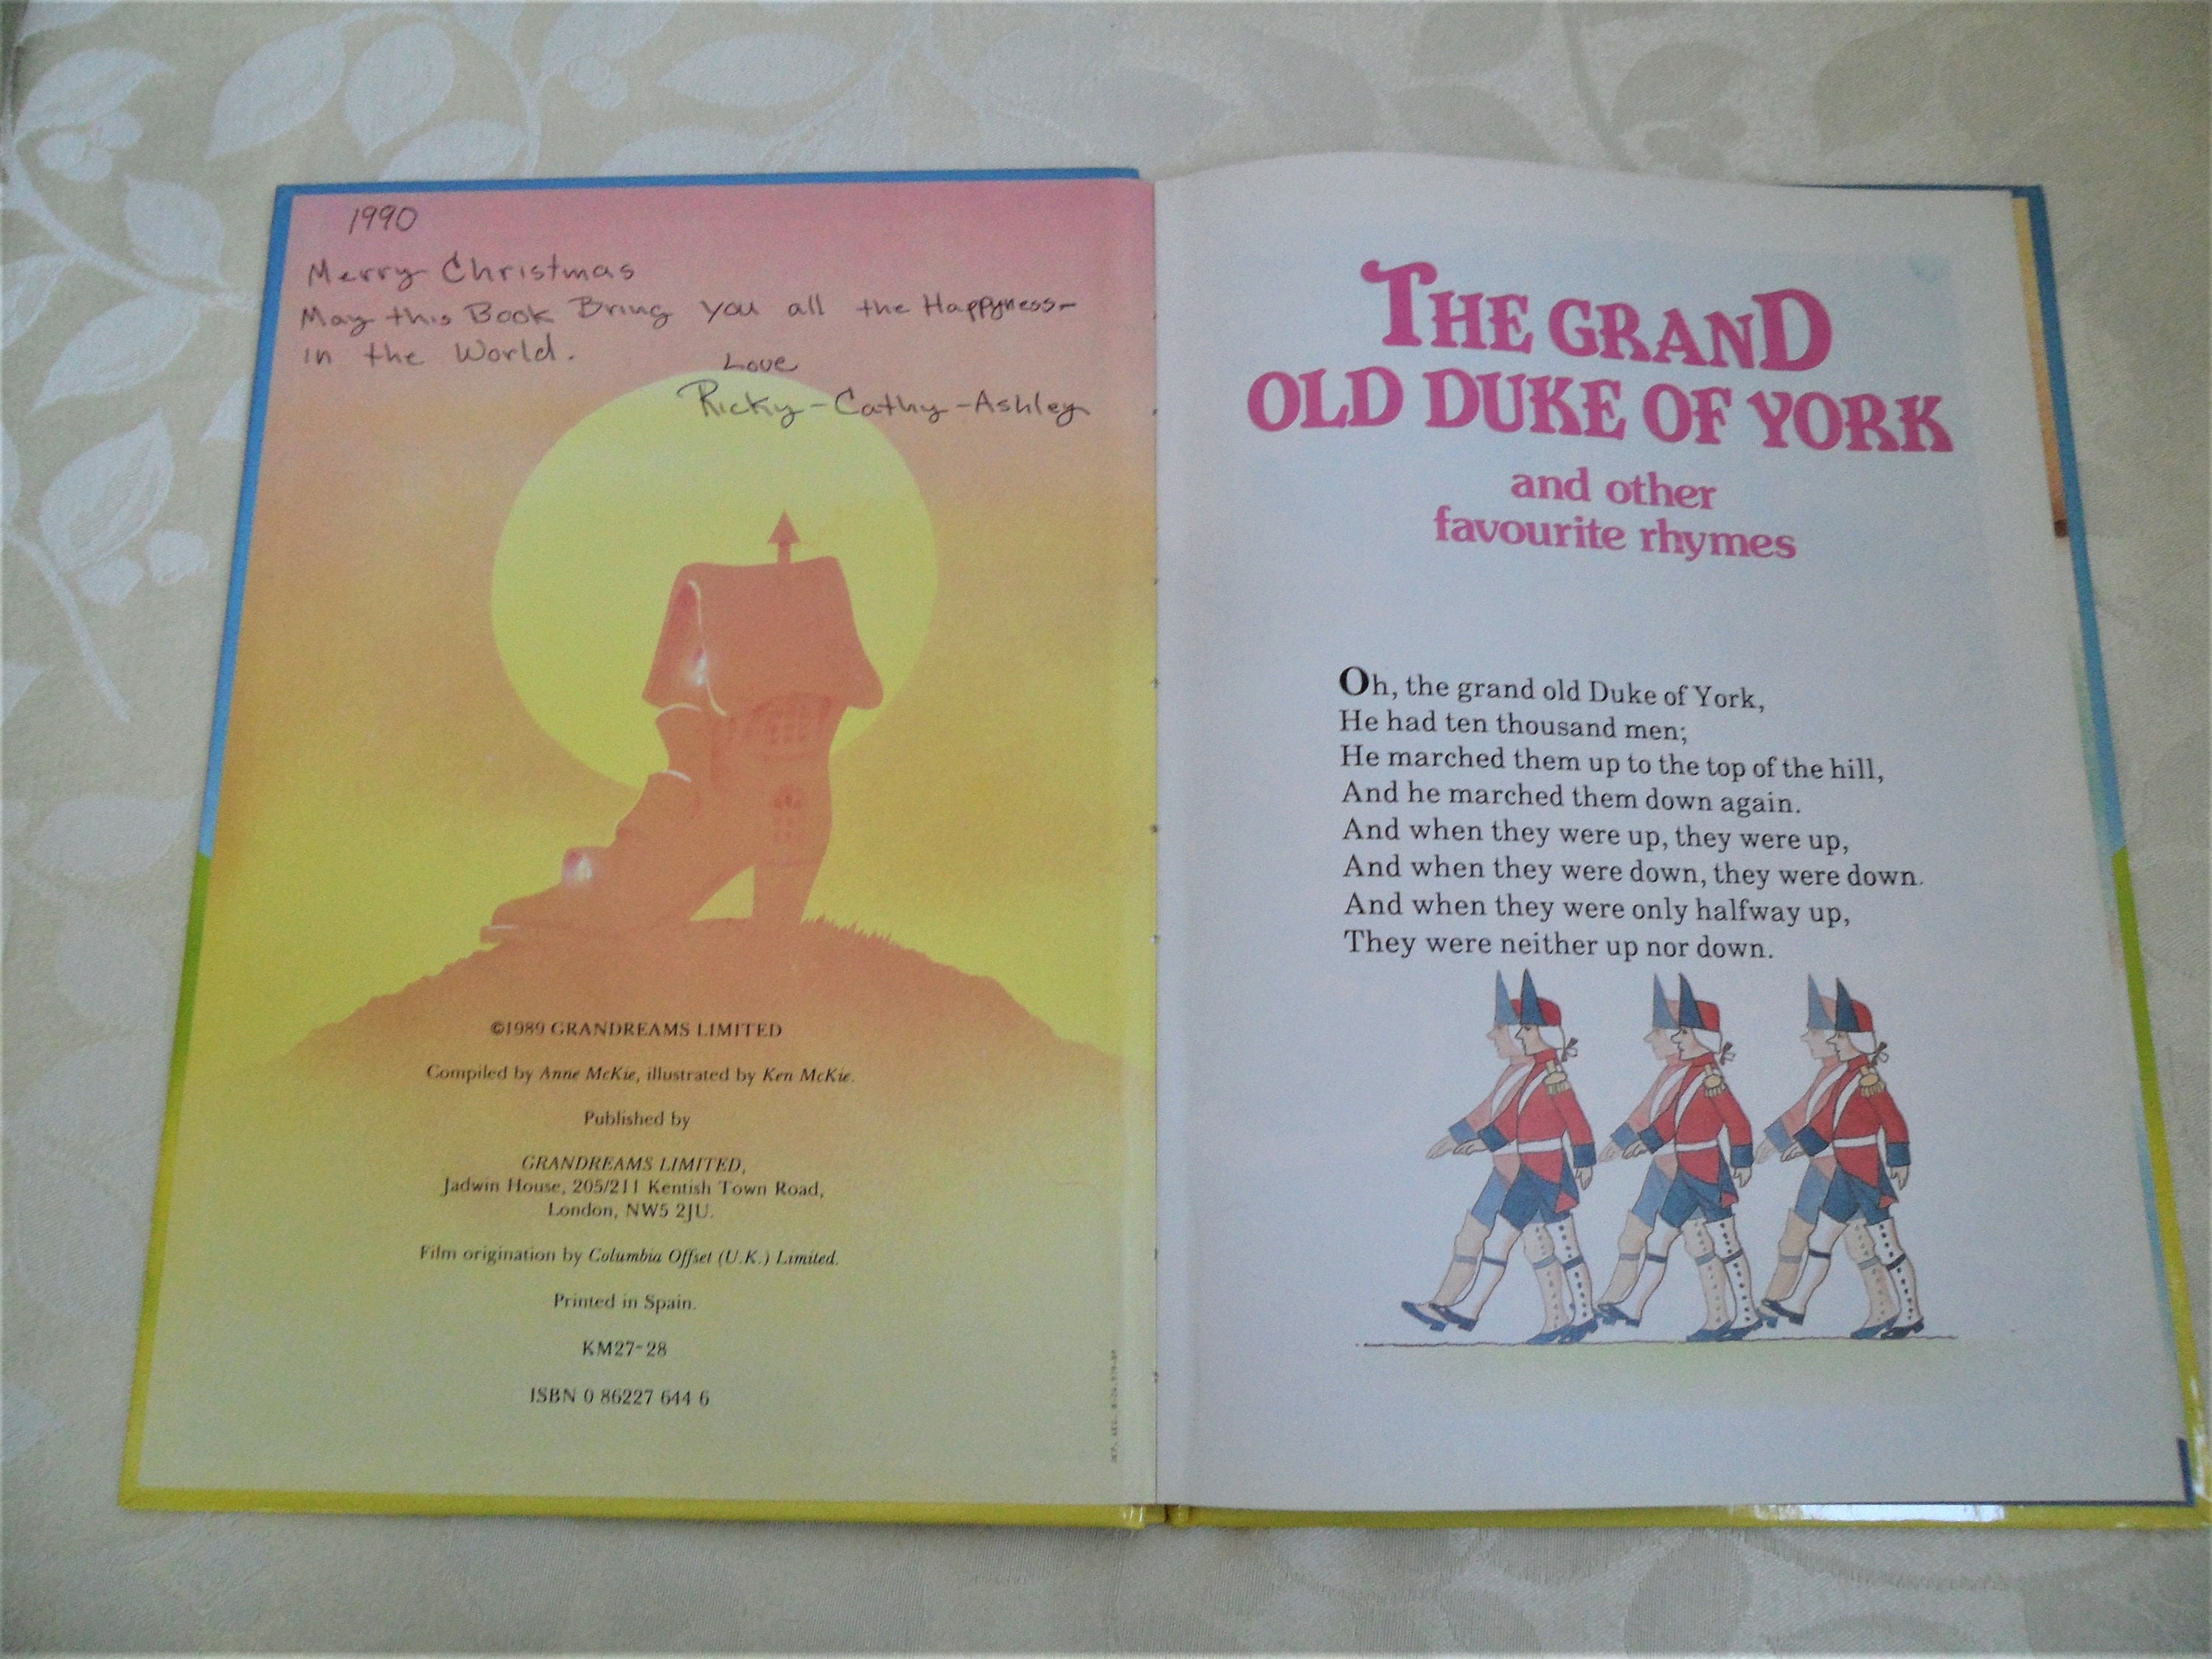 1990
Merry Christmas
May this Book Bring you all the Happyness-
in the World.
Love
Ricky-Cathy-Ashley
©1989 GRANDREAMS LIMITED
Compiled by Anne McKie, illustrated by Ken McKie.
Published by
GRANDREAMS LIMITED,
Jadwin House, 205/211 Kentish Town Road,
London, NW5 2JU.
Film origination by Columbia Offset (U.K.) Limited.
Printed in Spain.
KM27-28
ISBN 0 86227 644 6
THE GRAND
OLD DUKE OF YORK
and other
favourite rhymes
Oh, the grand old Duke of York,
He had ten thousand men;
He marched them up to the top of the hill,
And he marched them down again.
And when they were up, they were up,
And when they were down, they were down.
And when they were only halfway up,
They were neither up nor down.